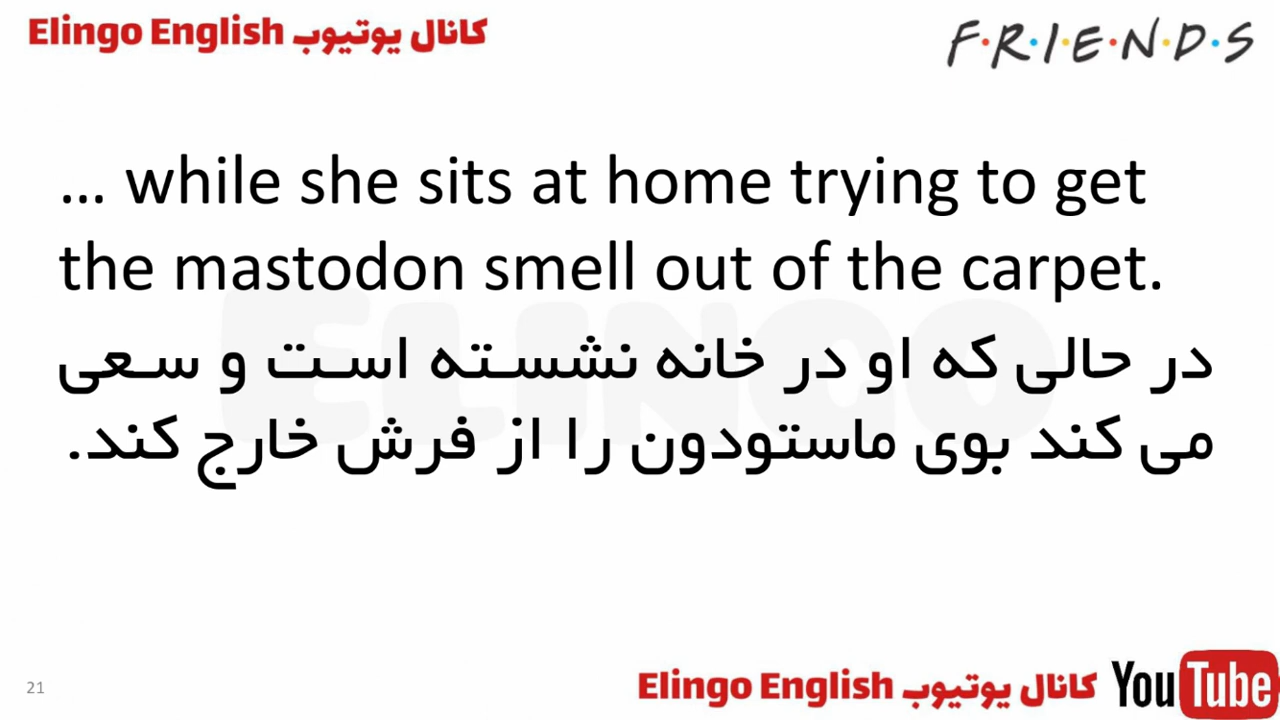 کانال یوتیوب Elingo English
F·R·I·E·N·D·S
... while she sits at home trying to get
the mastodon smell out of the carpet.
در حالی که او در خانه نشسته است و سعی
می کند بوی ماستودون را از فرش خارج کند.
ELINGO
21
کانال یوتیوب Elingo English
YouTube